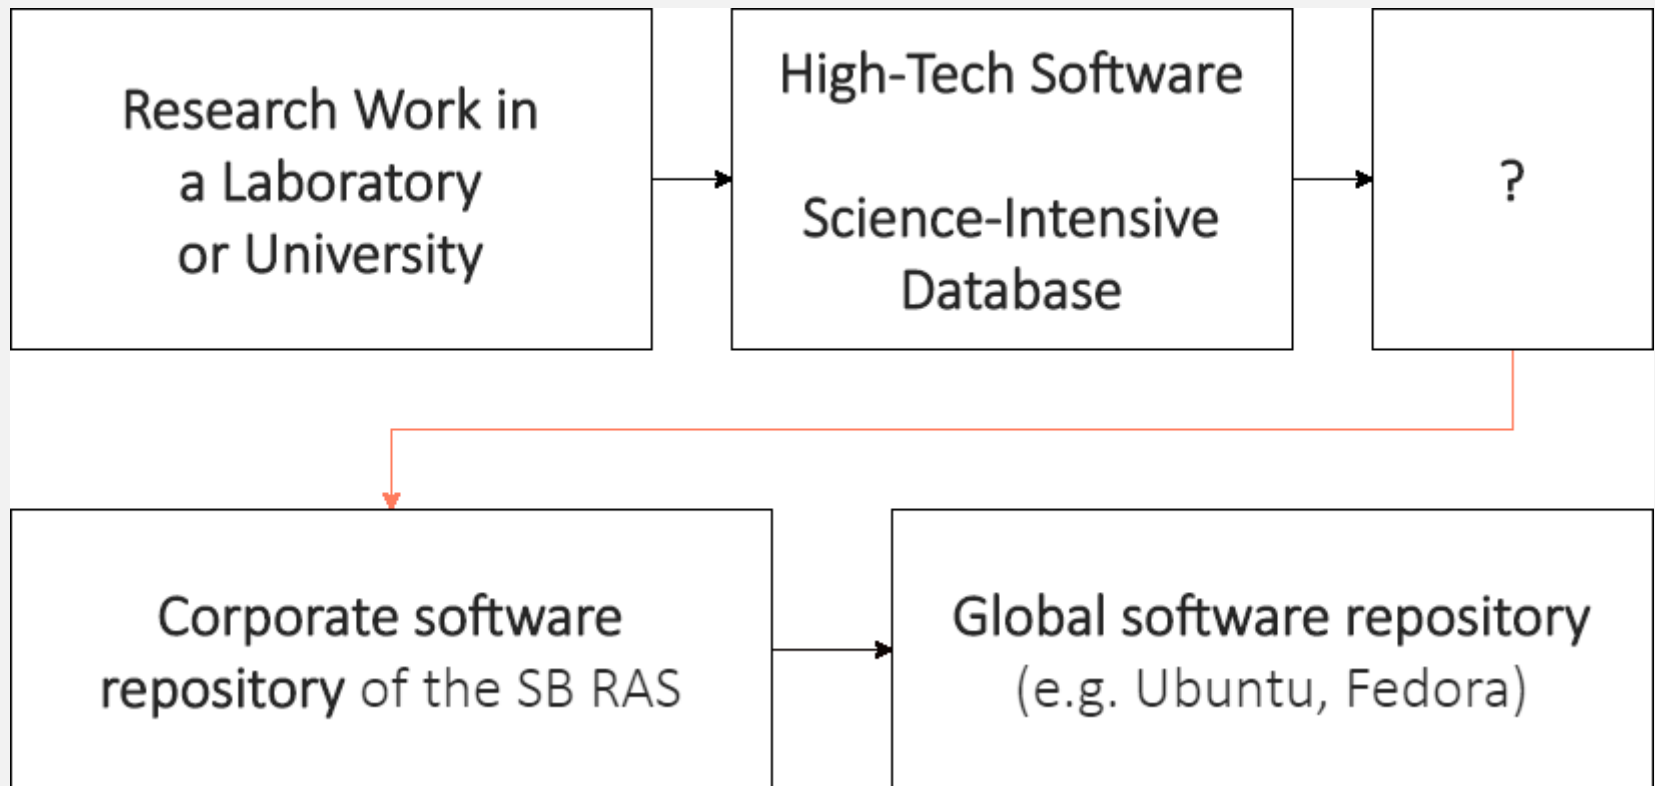 Research Work in
a Laboratory
or University
High-Tech Software
Science-Intensive
Database
?
Corporate software
repository of the SB RAS
Global software repository
(e.g. Ubuntu, Fedora)